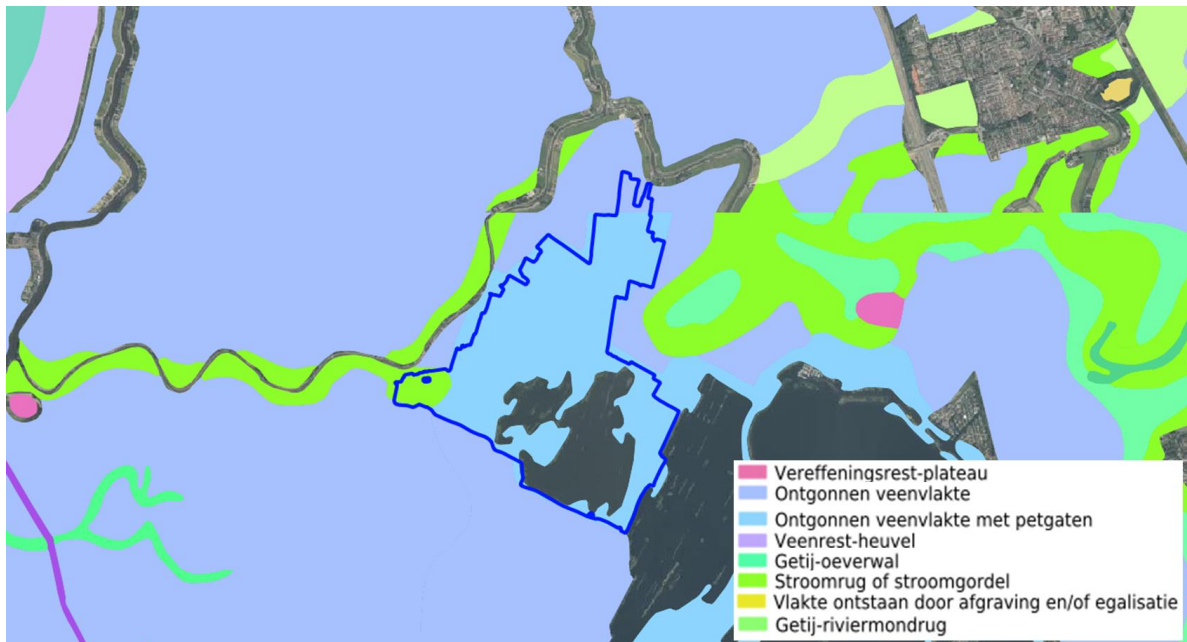 Vereffeningsrest-plateau
Ontgonnen veenvlakte
Ontgonnen veenvlakte met petgaten
Veenrest-heuvel
Getij-oeverwal
Stroomrug of stroomgordel
Vlakte ontstaan door afgraving en/of egalisatie
Getij-riviermondrug